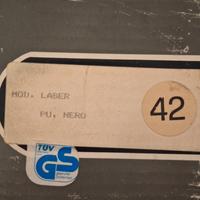 MOD. LASER
PU. NERO
42
TÜV
GS